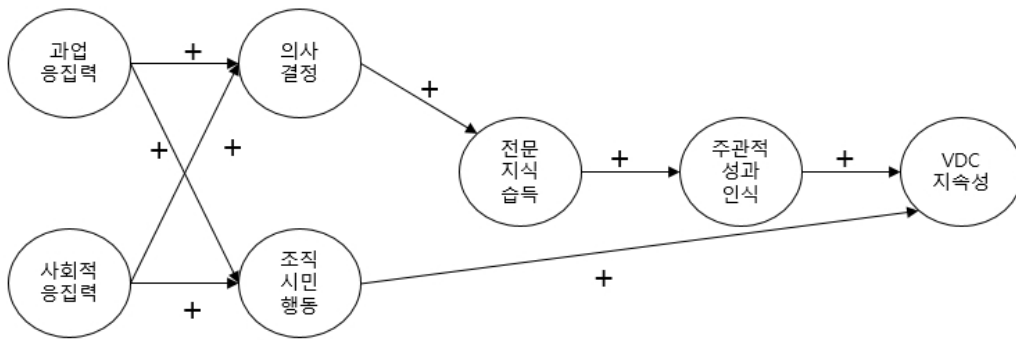 과업
응집력
+
의사
결정
+
+
+
전문
지식
습득
+
주관적
성과
인식
+
VDC
지속성
사회적
응집력
+
조직
시민
행동
+